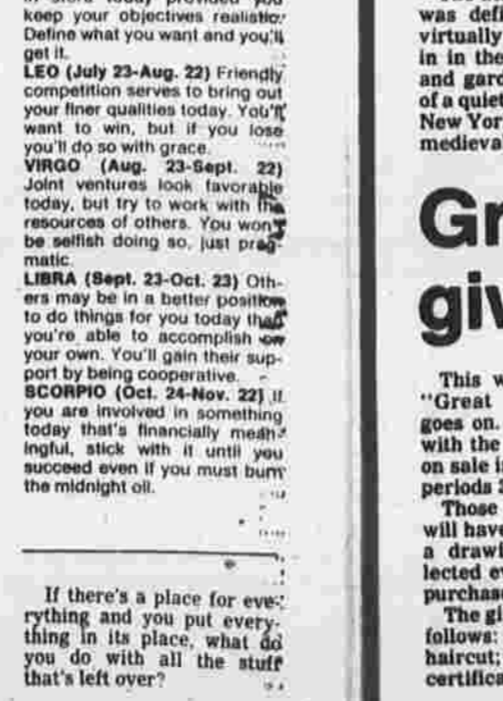 keep your objectives realistic.
Define what you want and you'll
get it.
LEO (July 23-Aug. 22) Friendly
competition serves to bring out
your finer qualities today. You'll
want to win, but if you lose
you'll do so with grace.
VIRGO (Aug. 23-Sept. 22)
Joint ventures look favorable
today, but try to work with the
resources of others. You won't
be selfish doing so, just prag-
matic.
LIBRA (Sept. 23-Oct. 23) Oth-
ers may be in a better position
to do things for you today than
you're able to accomplish on
your own. You'll gain their sup-
port by being cooperative.
SCORPIO (Oct. 24-Nov. 22) If
you are involved in something
today that's financially mean-
ingful, stick with it until you
succeed even if you must burn
the midnight oil.
If there's a place for eve-
rything and you put every-
thing in its place, what do
you do with all the stuff
that's left over?
was defi
virtually
in in the
and gard
of a quiet
New Yor
medieva
Gr
giv
This w
"Great
goes on.
with the
on sale i
periods
Those
will have
a drawi
lected ev
purchase
The gi
follows:
haircut;
certifica